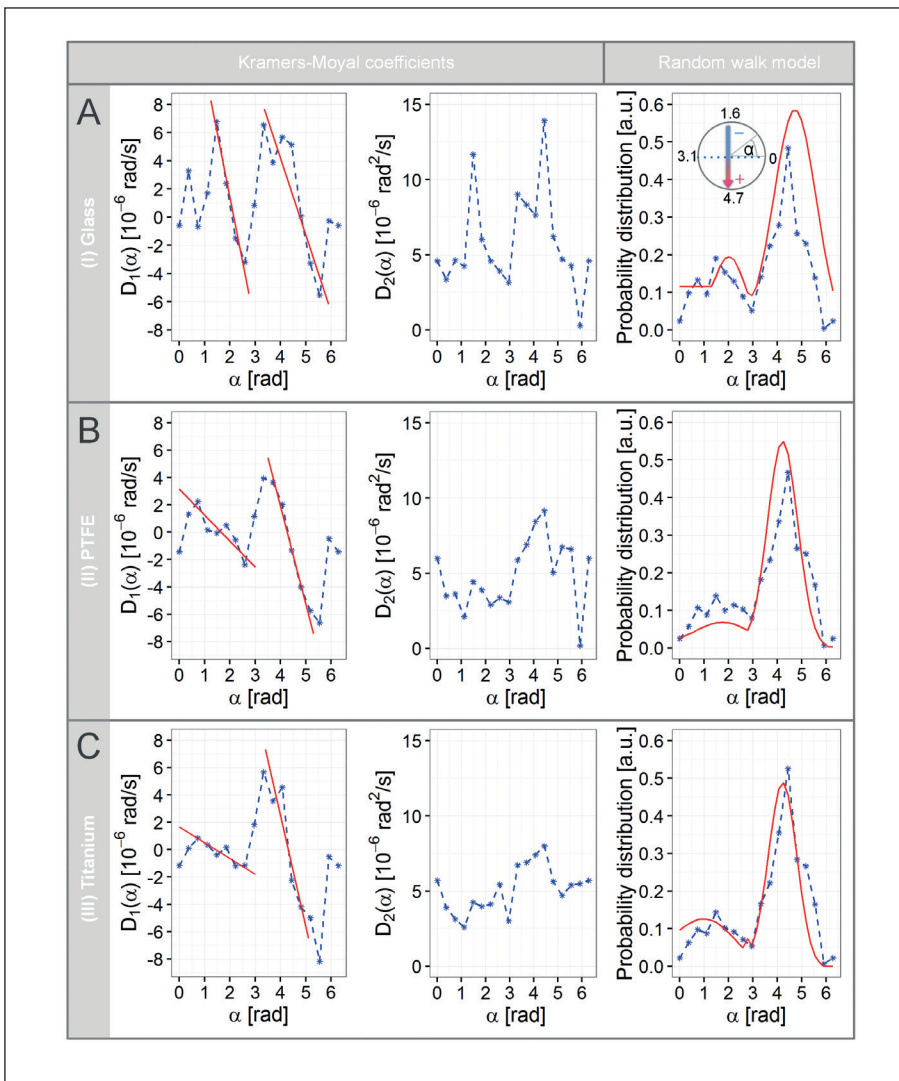 Kramers-Moyal coefficients
Random walk model
A
(I) Glass
D₁(α) [10⁻⁶ rad/s]
8
6
4
2
0
-2
-4
-6
-8
0 1 2 3 4 5 6
α [rad]
D₂(α) [10⁻⁶ rad²/s]
15
10
5
0
0 1 2 3 4 5 6
α [rad]
Probability distribution [a.u.]
0.6
0.5
0.4
0.3
0.2
0.1
0.0
1.6
−
α
3.1
0
+
4.7
0 1 2 3 4 5 6
α [rad]
B
(II) PTFE
D₁(α) [10⁻⁶ rad/s]
8
6
4
2
0
-2
-4
-6
-8
0 1 2 3 4 5 6
α [rad]
D₂(α) [10⁻⁶ rad²/s]
15
10
5
0
0 1 2 3 4 5 6
α [rad]
Probability distribution [a.u.]
0.6
0.5
0.4
0.3
0.2
0.1
0.0
0 1 2 3 4 5 6
α [rad]
C
(III) Titanium
D₁(α) [10⁻⁶ rad/s]
8
6
4
2
0
-2
-4
-6
-8
0 1 2 3 4 5 6
α [rad]
D₂(α) [10⁻⁶ rad²/s]
15
10
5
0
0 1 2 3 4 5 6
α [rad]
Probability distribution [a.u.]
0.6
0.5
0.4
0.3
0.2
0.1
0.0
0 1 2 3 4 5 6
α [rad]